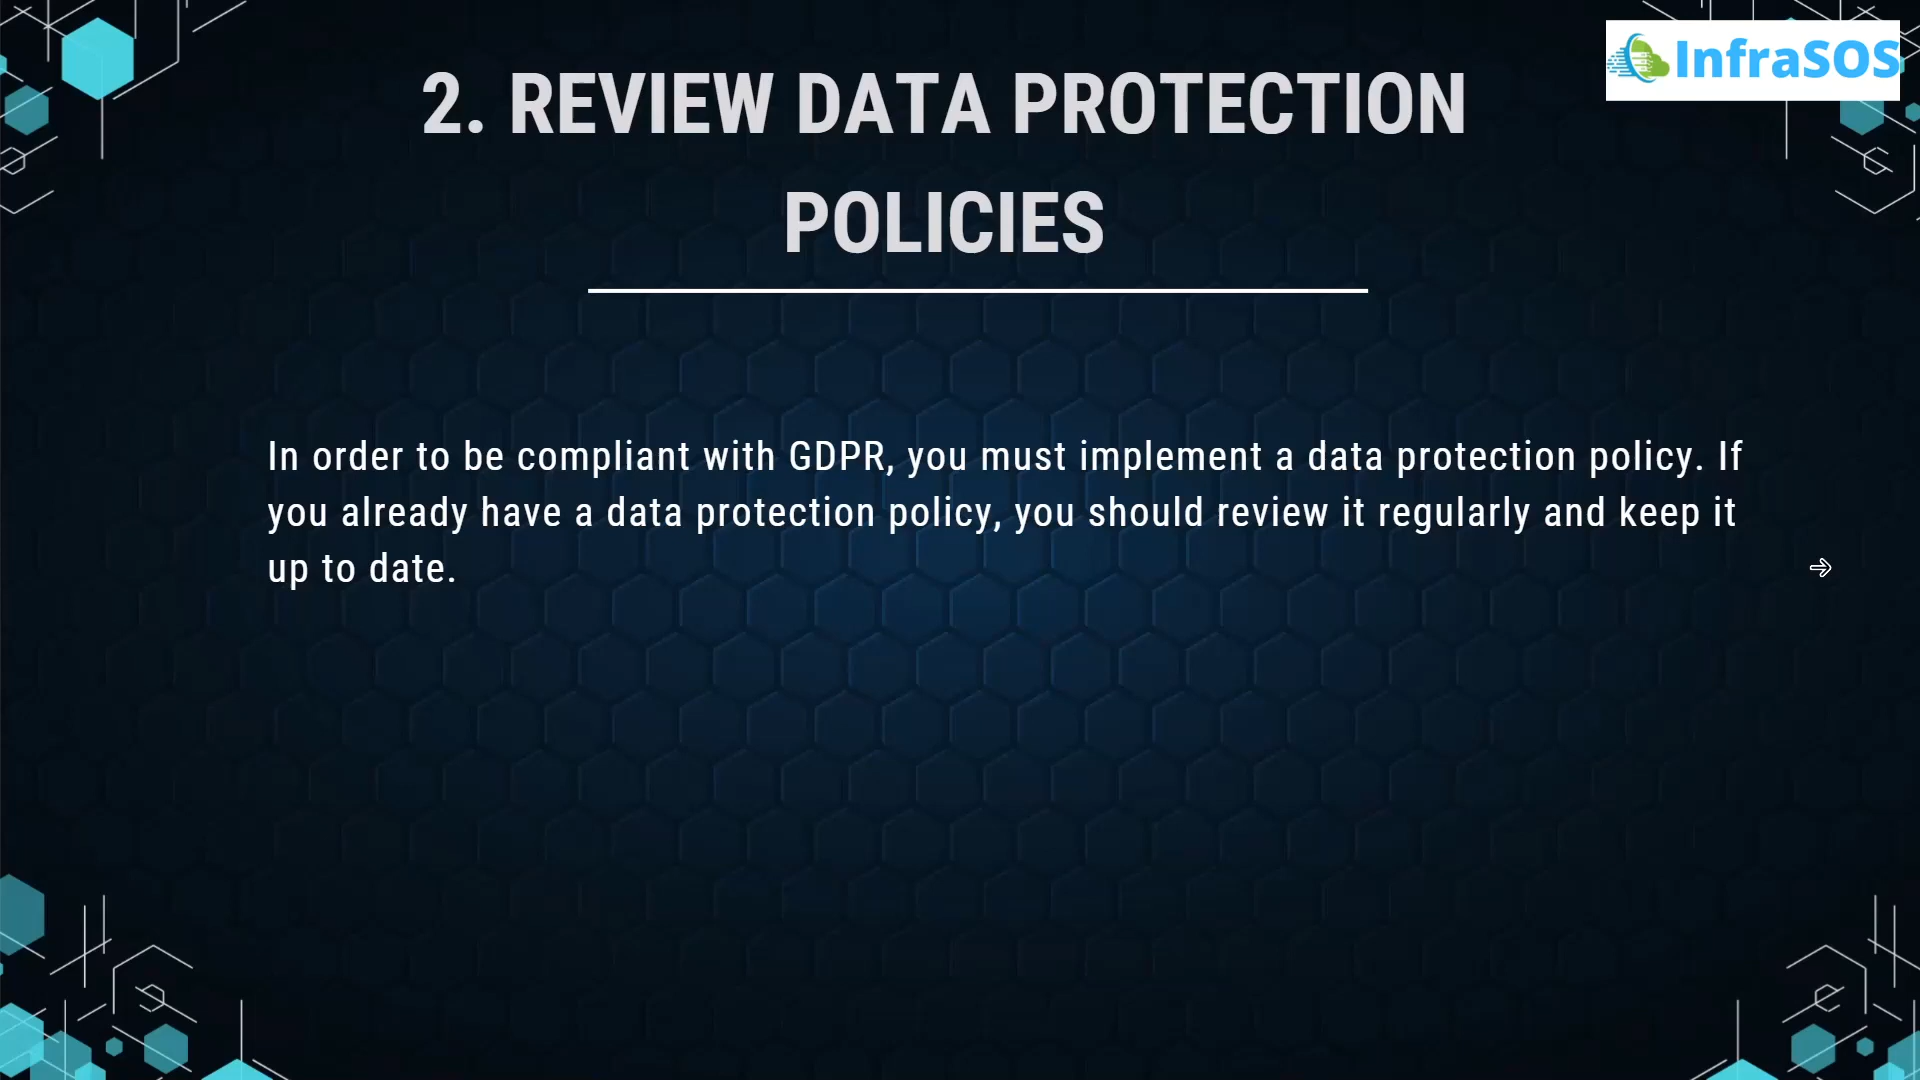 InfraSOS
2. REVIEW DATA PROTECTION
POLICIES
In order to be compliant with GDPR, you must implement a data protection policy. If
you already have a data protection policy, you should review it regularly and keep it
up to date.